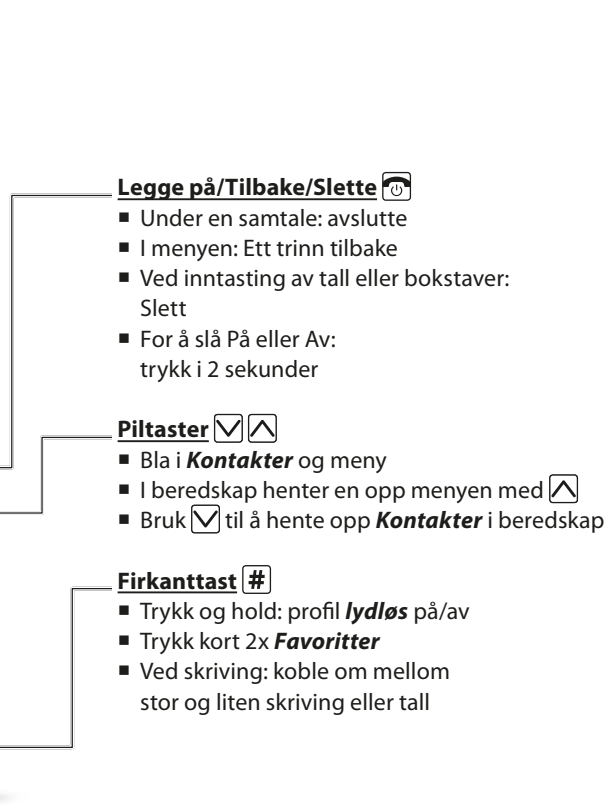 Legge på/Tilbake/Slette
■ Under en samtale: avslutte
■ I menyen: Ett trinn tilbake
■ Ved inntasting av tall eller bokstaver:
Slett
■ For å slå På eller Av:
trykk i 2 sekunder
Piltaster
■ Bla i Kontakter og meny
■ I beredskap henter en opp menyen med
■ Bruk til å hente opp Kontakter i beredskap
Firkanttast #
■ Trykk og hold: profil lydløs på/av
■ Trykk kort 2x Favoritter
■ Ved skriving: koble om mellom
stor og liten skriving eller tall